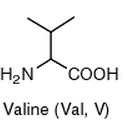 H₂N COOH
Valine (Val, V)